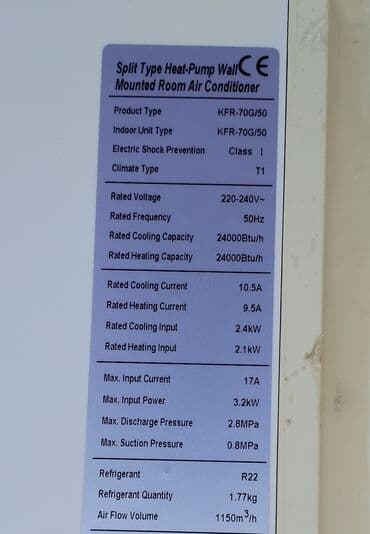 Split Type Heat-Pump Wall CE
Mounted Room Air Conditioner
Product Type KFR-70G/50
Indoor Unit Type KFR-70G/50
Electric Shock Prevention Class I
Climate Type T1
Rated Voltage 220-240V~
Rated Frequency 50Hz
Rated Cooling Capacity 24000Btu/h
Rated Heating Capacity 24000Btu/h
Rated Cooling Current 10.5A
Rated Heating Current 9.5A
Rated Cooling Input 2.4kW
Rated Heating Input 2.1kW
Max. Input Current 17A
Max. Input Power 3.2kW
Max. Discharge Pressure 2.8MPa
Max. Suction Pressure 0.8MPa
Refrigerant R22
Refrigerant Quantity 1.77kg
Air Flow Volume 1150m³/h